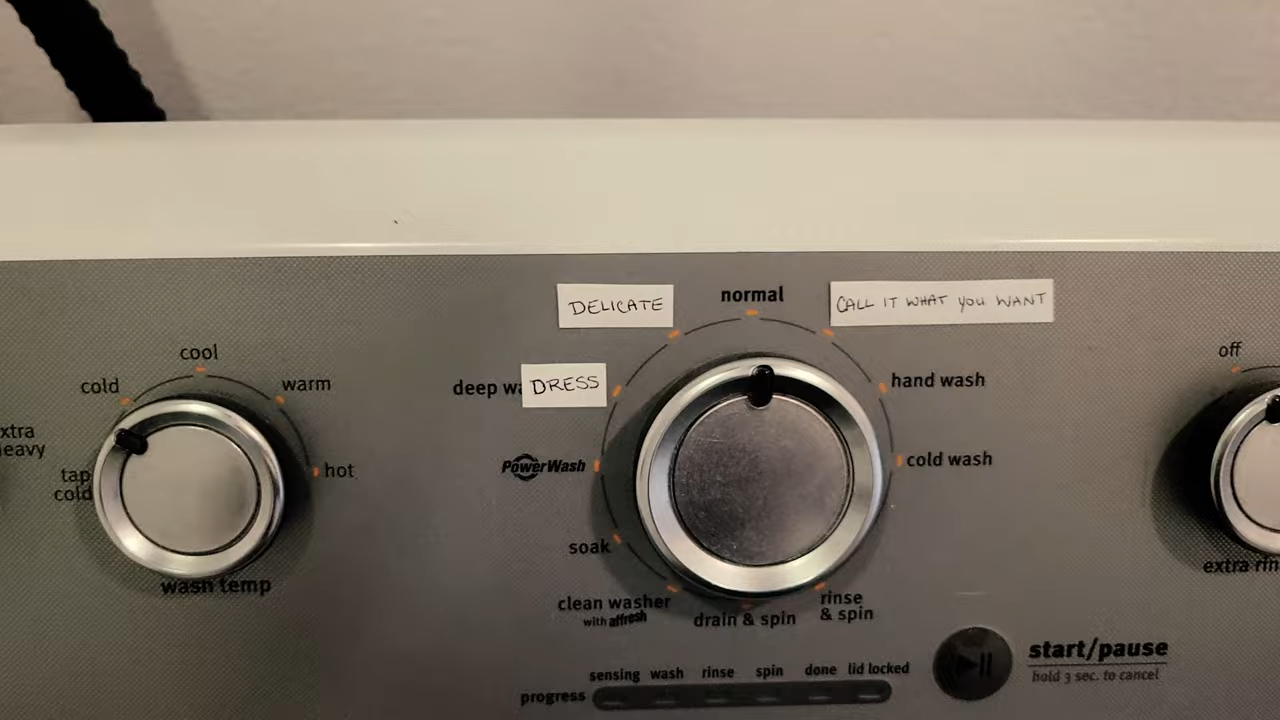 DELICATE
normal
CALL IT WHAT YOU WANT
cool
off
cold
warm
deep
DRESS
hand wash
heavy
PowerWash
cold wash
tap
cold
hot
soak
wash temp
extra
clean washer
with affresh
drain & spin
rinse
& spin
start/pause
hold 3 sec. to cancel
sensing
wash
rinse
spin
done
lid locked
progress